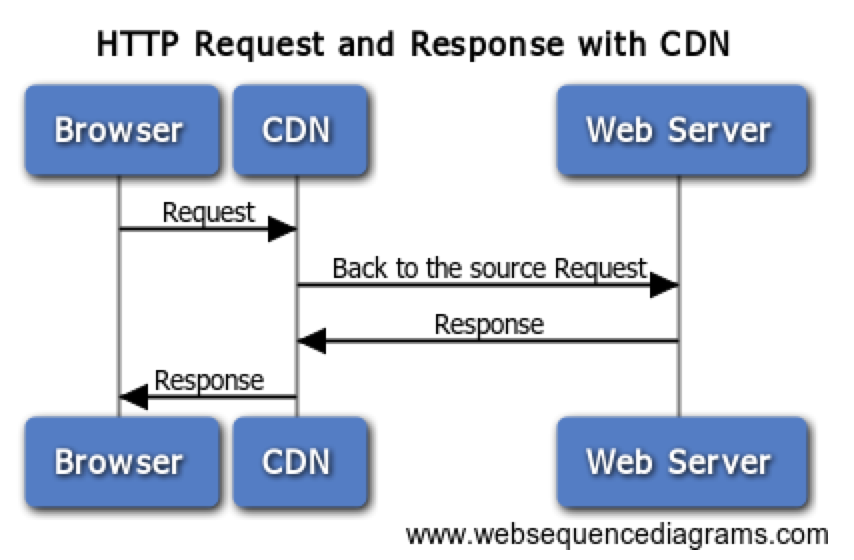 HTTP Request and Response with CDN
Browser
CDN
Web Server
Request
Back to the source Request
Response
Response
Browser
CDN
Web Server
www.websequencediagrams.com